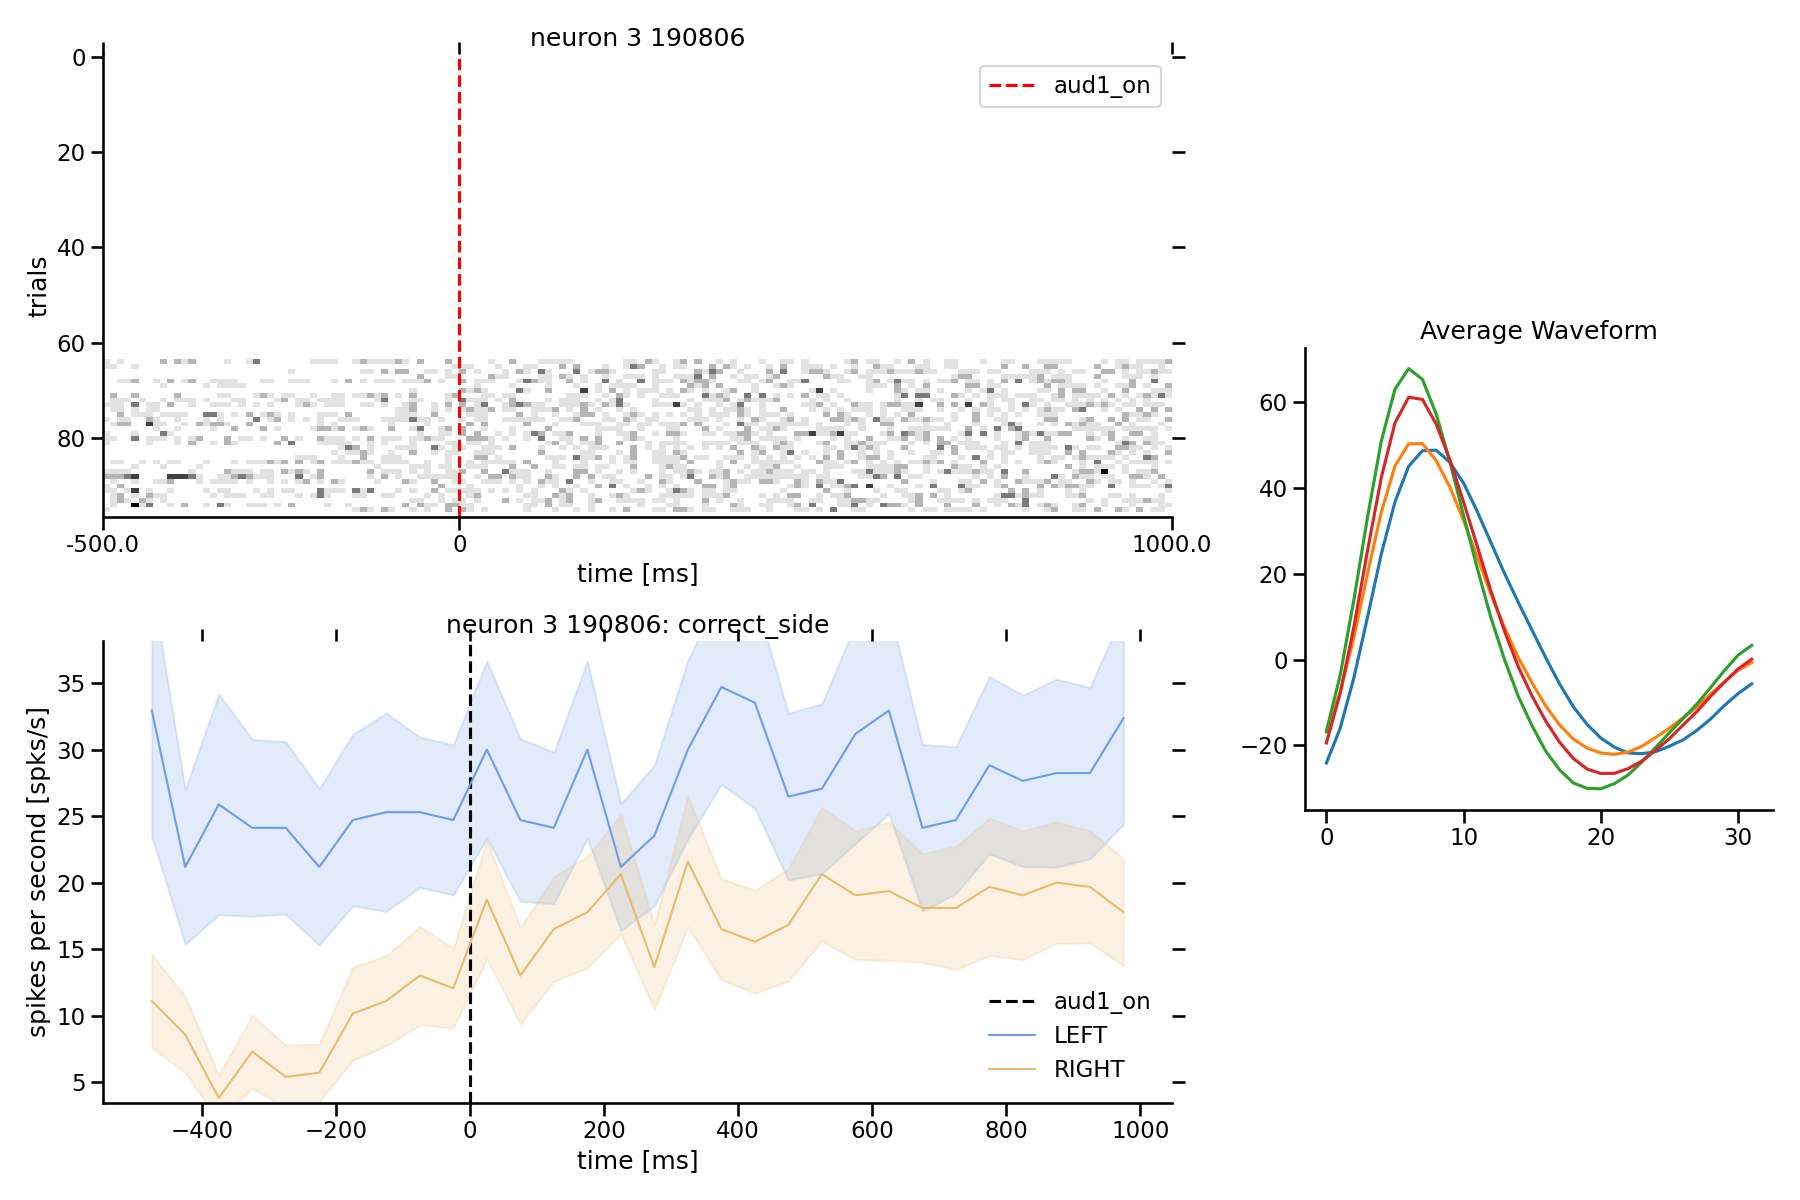 neuron 3 190806
aud1_on
trials
0
20
40
60
80
-500.0 0 1000.0
time [ms]
neuron 3 190806: correct_side
spikes per second [spks/s]
35
30
25
20
15
10
5
aud1_on
LEFT
RIGHT
−400 −200 0 200 400 600 800 1000
time [ms]
Average Waveform
60
40
20
0
−20
0 10 20 30